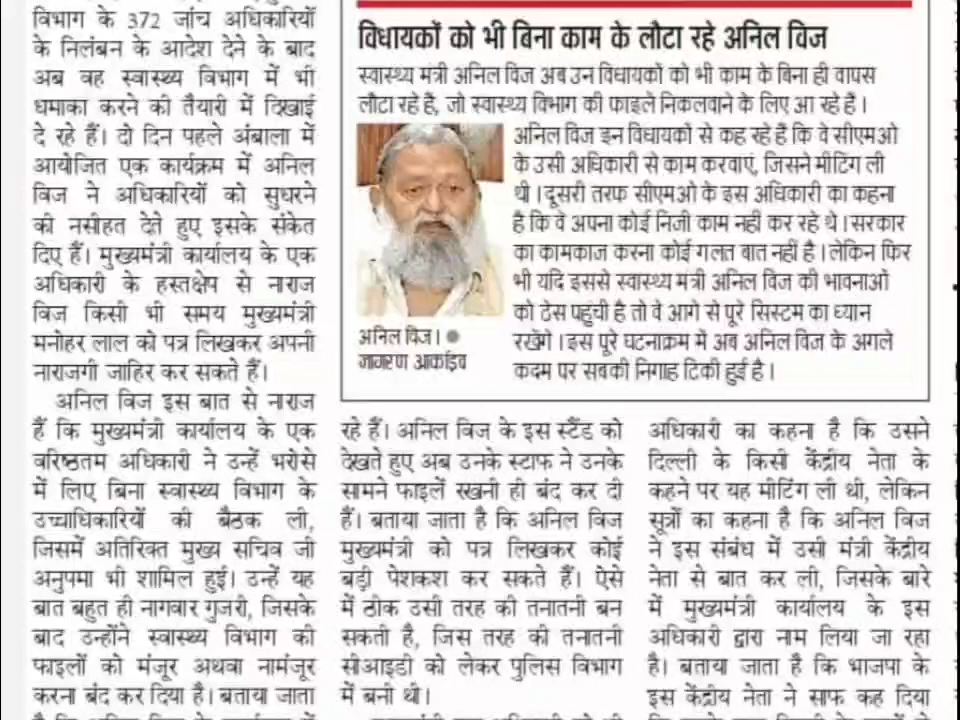 विभाग के 372 जांच अधिकारियों
के निलंबन के आदेश देने के बाद
अब वह स्वास्थ्य विभाग में भी
धमाका करने की तैयारी में दिखाई
दे रहे हैं। दो दिन पहले अंबाला में
आयोजित एक कार्यक्रम में अनिल
विज ने अधिकारियों को सुधरने
की नसीहत देते हुए इसके संकेत
दिए हैं। मुख्यमंत्री कार्यालय के एक
अधिकारी के हस्तक्षेप से नाराज
विज किसी भी समय मुख्यमंत्री
मनोहर लाल को पत्र लिखकर अपनी
नाराजगी जाहिर कर सकते हैं।
अनिल विज इस बात से नाराज
हैं कि मुख्यमंत्री कार्यालय के एक
वरिष्ठतम अधिकारी ने उन्हें भरोसे
में लिए बिना स्वास्थ्य विभाग के
उच्चाधिकारियों की बैठक ली,
जिसमें अतिरिक्त मुख्य सचिव जी
अनुपमा भी शामिल हुई। उन्हें यह
बात बहुत ही नागवार गुजरी, जिसके
बाद उन्होंने स्वास्थ्य विभाग की
फाइलों को मंजूर अथवा नामंजूर
करना बंद कर दिया है। बताया जाता
विधायकों को भी बिना काम के लौटा रहे अनिल विज
स्वास्थ्य मंत्री अनिल विज अब उन विधायकों को भी काम के बिना ही वापस
लौटा रहे हैं, जो स्वास्थ्य विभाग की फाइलें निकलवाने के लिए आ रहे हैं।
अनिल विज इन विधायकों से कह रहे हैं कि वे सीएमओ
के उसी अधिकारी से काम करवाएं, जिसने मीटिंग ली
थी। दूसरी तरफ सीएमओ के इस अधिकारी का कहना
है कि वे अपना कोई निजी काम नहीं कर रहे थे। सरकार
का कामकाज करना कोई गलत बात नहीं है। लेकिन फिर
भी यदि इससे स्वास्थ्य मंत्री अनिल विज की भावनाओं
को ठेस पहुंची है तो वे आगे से पूरे सिस्टम का ध्यान
रखेंगे। इस पूरे घटनाक्रम में अब अनिल विज के अगले
कदम पर सबकी निगाह टिकी हुई है।
अनिल विज। ●
जागरण आर्काइव
रहे हैं। अनिल विज के इस स्टैंड को
देखते हुए अब उनके स्टाफ ने उनके
सामने फाइलें रखनी ही बंद कर दी
हैं। बताया जाता है कि अनिल विज
मुख्यमंत्री को पत्र लिखकर कोई
बड़ी पेशकश कर सकते हैं। ऐसे
में ठीक उसी तरह की तनातनी बन
सकती है, जिस तरह की तनातनी
सीआइडी को लेकर पुलिस विभाग
में बनी थी।
अधिकारी का कहना है कि उसने
दिल्ली के किसी केंद्रीय नेता के
कहने पर यह मीटिंग ली थी, लेकिन
सूत्रों का कहना है कि अनिल विज
ने इस संबंध में उसी मंत्री केंद्रीय
नेता से बात कर ली, जिसके बारे
में मुख्यमंत्री कार्यालय के इस
अधिकारी द्वारा नाम लिया जा रहा
है। बताया जाता है कि भाजपा के
इस केंद्रीय नेता ने साफ कह दिया